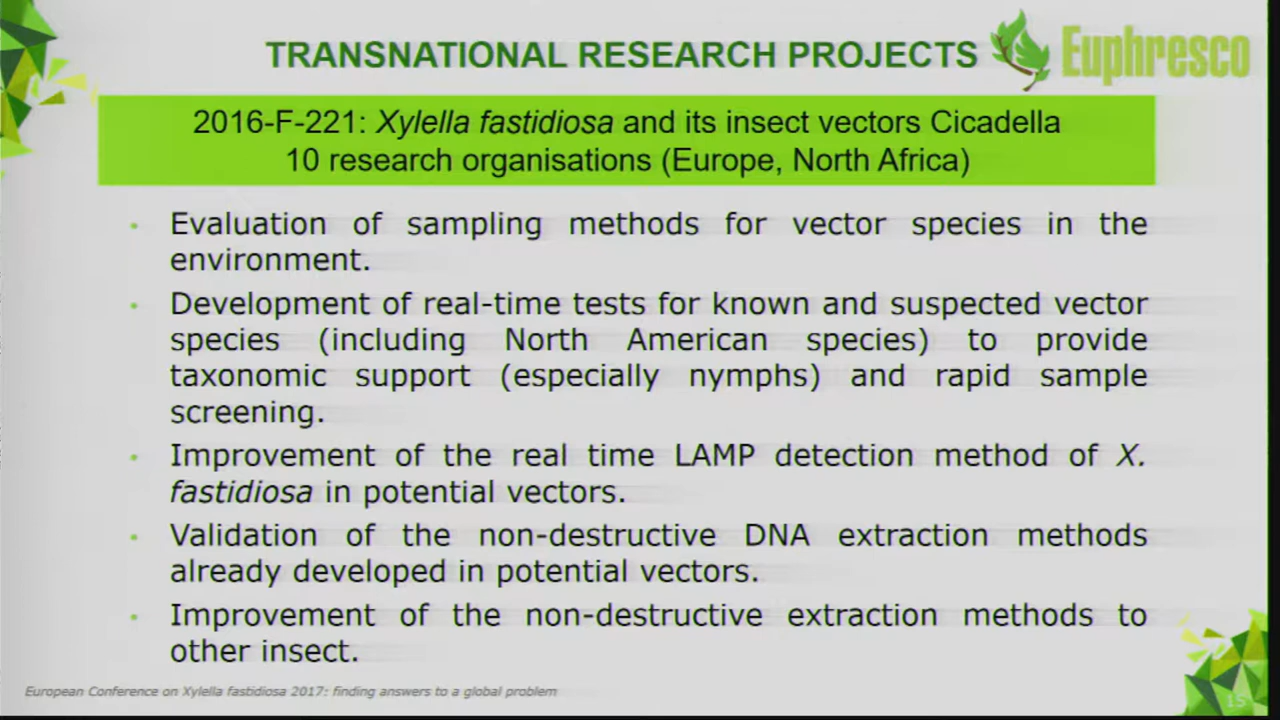 TRANSNATIONAL RESEARCH PROJECTS
Euphresco
2016-F-221: Xylella fastidiosa and its insect vectors Cicadella
10 research organisations (Europe, North Africa)
• Evaluation of sampling methods for vector species in the
environment.
• Development of real-time tests for known and suspected vector
species (including North American species) to provide
taxonomic support (especially nymphs) and rapid sample
screening.
• Improvement of the real time LAMP detection method of X.
fastidiosa in potential vectors.
• Validation of the non-destructive DNA extraction methods
already developed in potential vectors.
• Improvement of the non-destructive extraction methods to
other insect.
European Conference on Xylella fastidiosa 2017: finding answers to a global problem
15